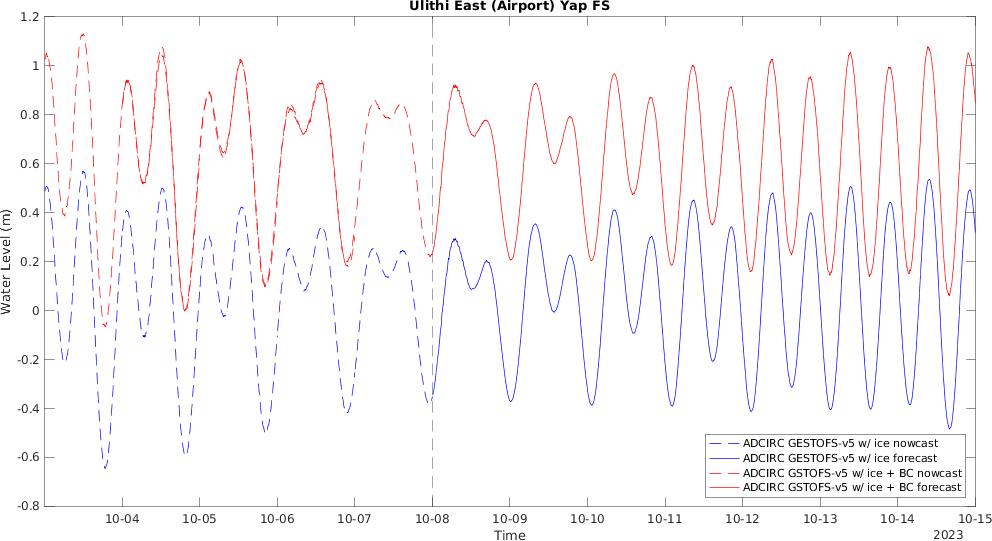 Ulithi East (Airport) Yap FS
1.2
1
0.8
0.6
0.4
0.2
0
-0.2
-0.4
-0.6
-0.8
Water Level (m)
ADCIRC GESTOFS-v5 w/ ice nowcast
ADCIRC GESTOFS-v5 w/ ice forecast
ADCIRC GSTOFS-v5 w/ ice + BC nowcast
ADCIRC GSTOFS-v5 w/ ice + BC forecast
10-04 10-05 10-06 10-07 10-08 10-09 10-10 10-11 10-12 10-13 10-14 10-15
Time
2023